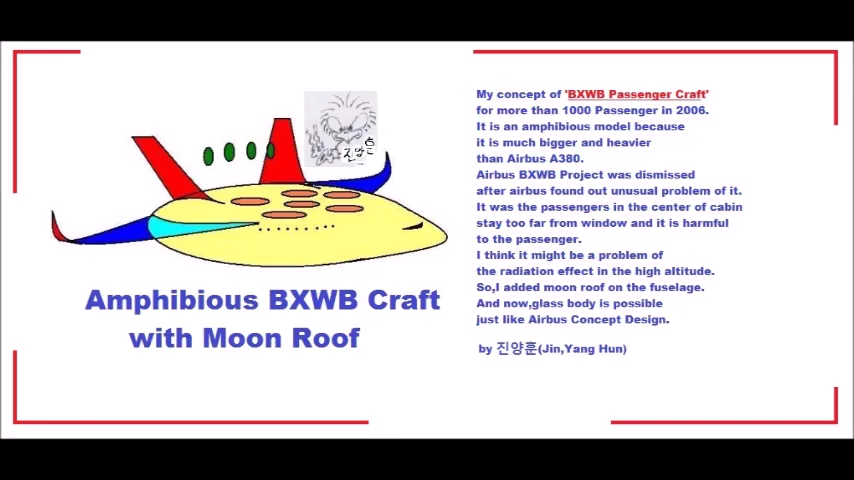 진양훈
My concept of 'BXWB Passenger Craft'
for more than 1000 Passenger in 2006.
It is an amphibious model because
it is much bigger and heavier
than Airbus A380.
Airbus BXWB Project was dismissed
after airbus found out unusual problem of it.
It was the passengers in the center of cabin
stay too far from window and it is harmful
to the passenger.
I think it might be a problem of
the radiation effect in the high altitude.
So,I added moon roof on the fuselage.
And now,glass body is possible
just like Airbus Concept Design.
by 진양훈(Jin,Yang Hun)
Amphibious BXWB Craft
with Moon Roof